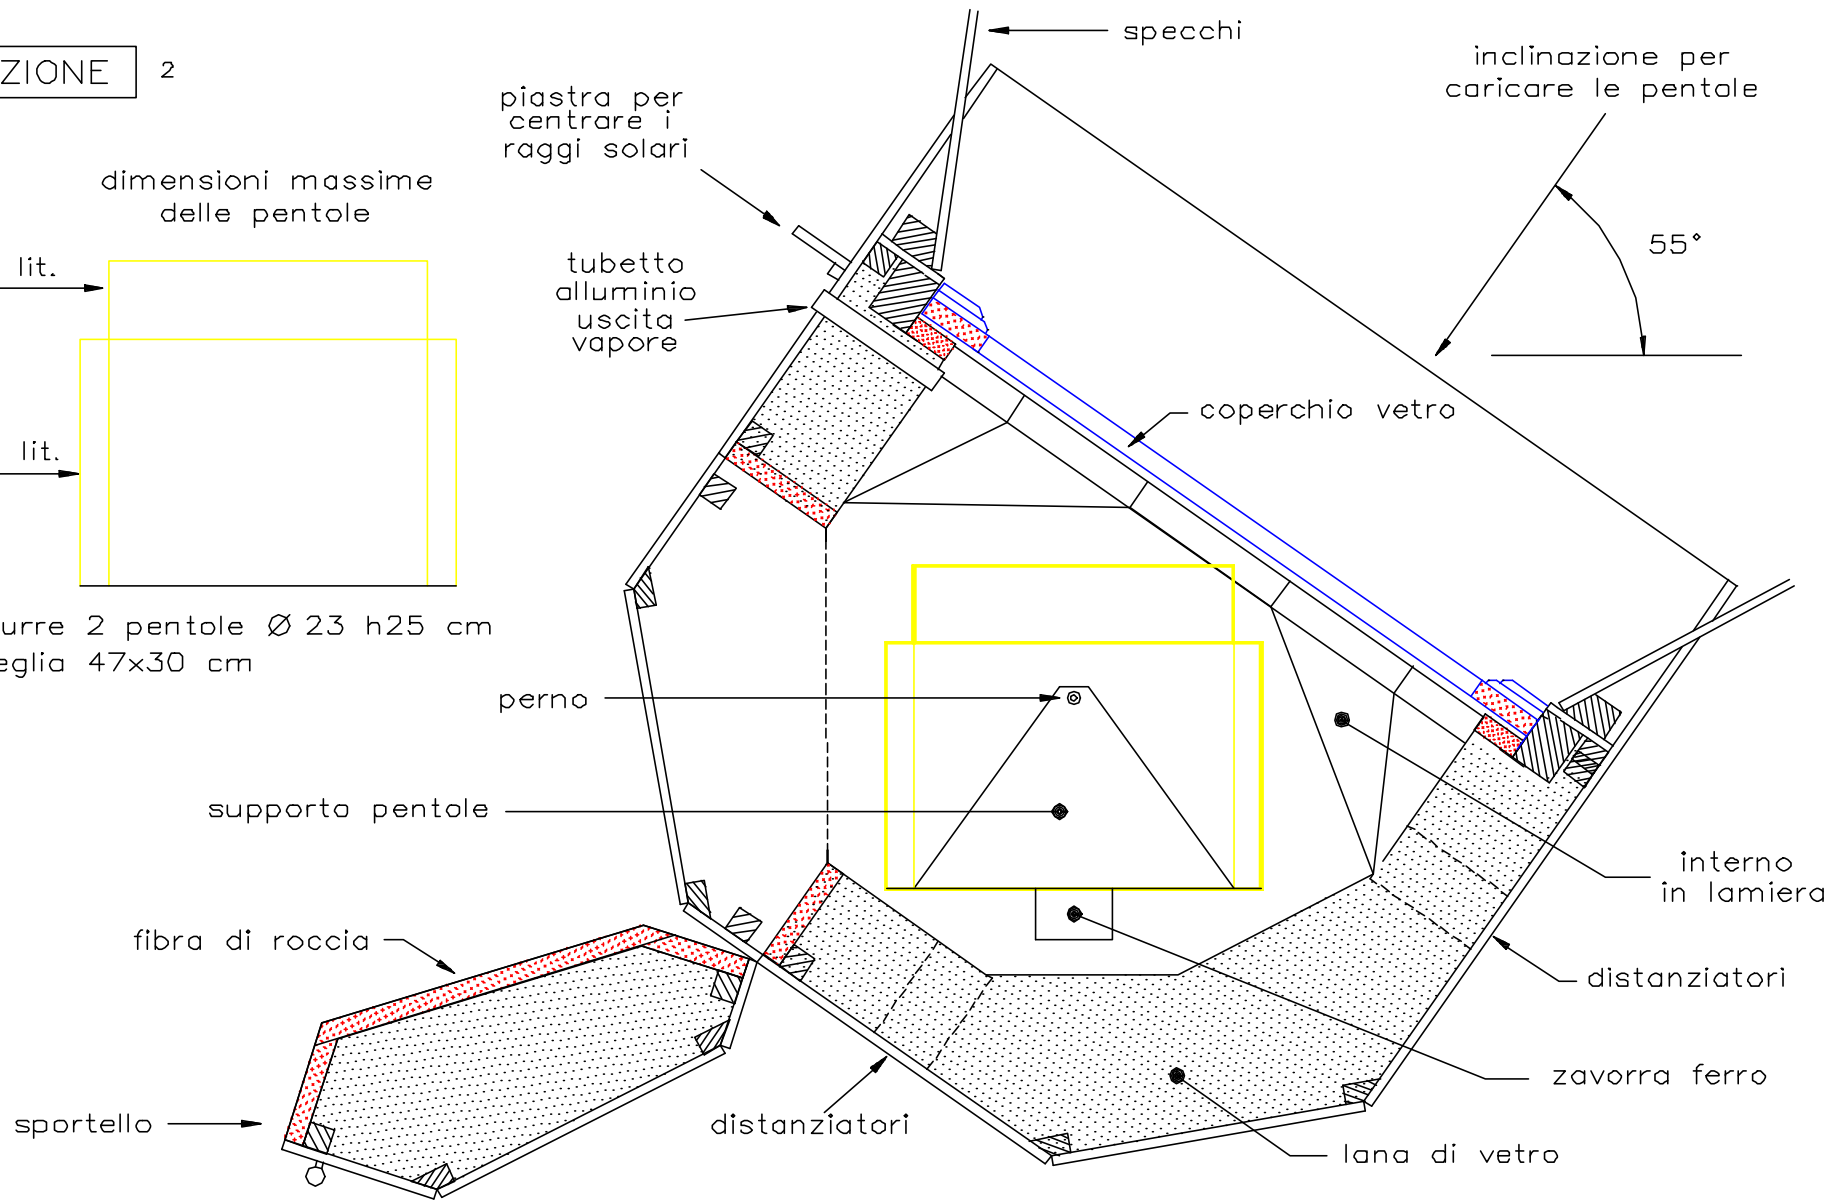 ZIONE 2
specchi
inclinazione per
caricare le pentole
piastra per
centrare i
raggi solari
dimensioni massime
delle pentole
55°
lit.
tubetto
alluminio
uscita
vapore
coperchio vetro
lit.
urre 2 pentole Ø 23 h25 cm
eglia 47x30 cm
perno
supporto pentole
interno
in lamiera
fibra di roccia
distanziatori
zavorra ferro
sportello
distanziatori
lana di vetro